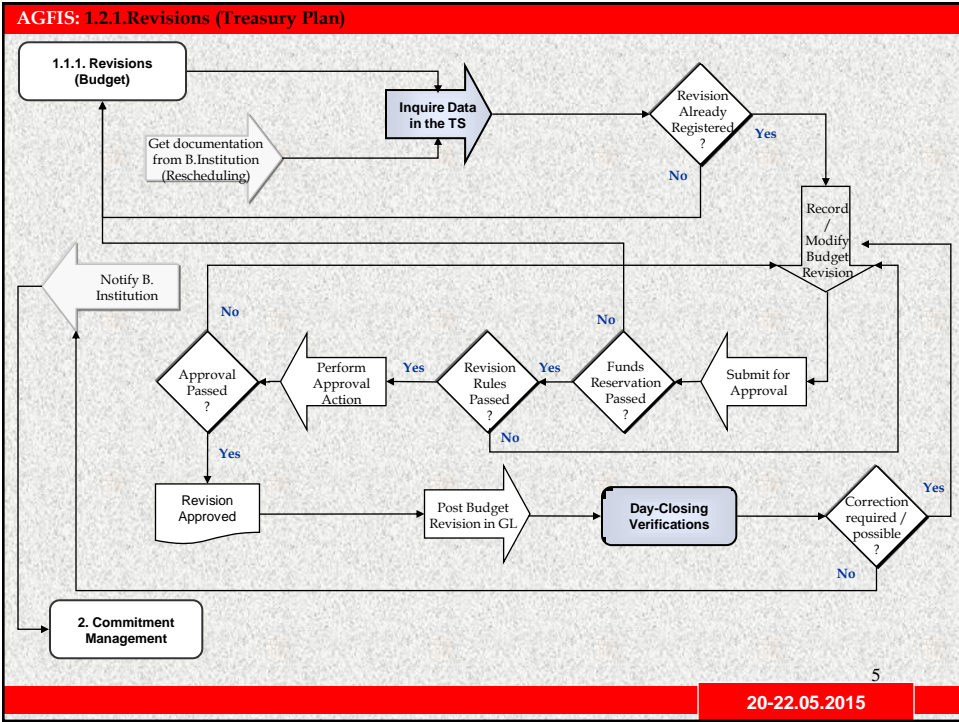 AGFIS: 1.2.1.Revisions (Treasury Plan)
1.1.1. Revisions
(Budget)
Inquire Data
in the TS
Revision
Already
Registered
?
Yes
No
Get documentation
from B.Institution
(Rescheduling)
Record
/
Modify
Budget
Revision
Notify B.
Institution
No
No
Approval
Passed
?
Perform
Approval
Action
Yes
Revision
Rules
Passed
?
Yes
Funds
Reservation
Passed
?
Submit for
Approval
No
Yes
Revision
Approved
Post Budget
Revision in GL
Day-Closing
Verifications
Correction
required /
possible
?
Yes
No
2. Commitment
Management
5
20-22.05.2015